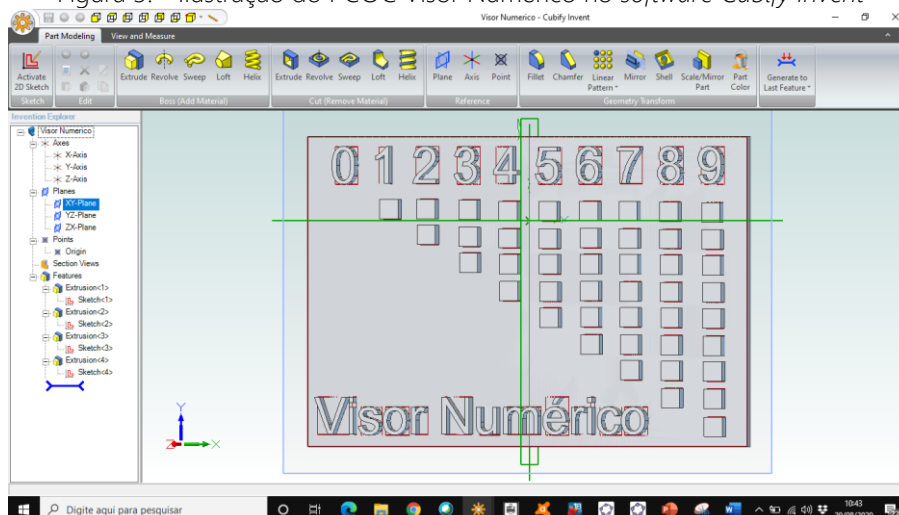 Figura 5: Ilustração do PCOC Visor Numérico no software Cubify Invent
Visor Numerico - Cubify Invent
Part Modeling View and Measure
Activate 2D Sketch
Extrude Revolve Sweep Loft Helix
Extrude Revolve Sweep Loft Helix
Plane Axis Point
Fillet Chamfer Linear Pattern Mirror Shell Scale/Mirror Part Part Color
Generate to Last Feature
Sketch Edit Boss (Add Material) Cut (Remove Material) Reference Geometry Transform
Invention Explorer
Visor Numerico
Axes
X-Axis
Y-Axis
Z-Axis
Planes
XY-Plane
YZ-Plane
ZX-Plane
Points
Origin
Section Views
Features
Extrusion<1>
Sketch<1>
Extrusion<2>
Sketch<2>
Extrusion<3>
Sketch<3>
Extrusion<4>
Sketch<4>
0 1 2 3 4 5 6 7 8 9
Visor Numérico
Y
Z X
Digite aqui para pesquisar
10:43